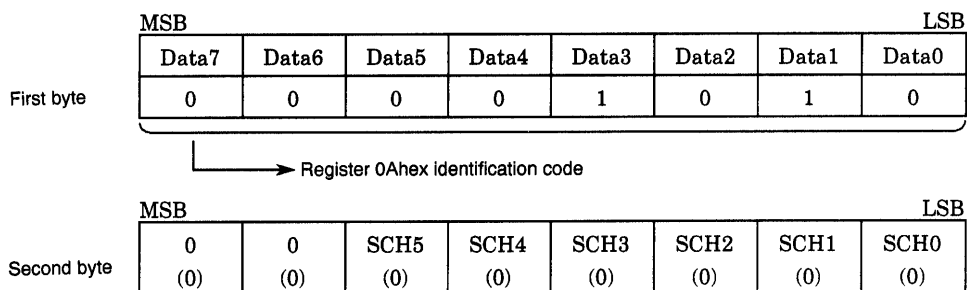 MSB LSB
Data7 Data6 Data5 Data4 Data3 Data2 Data1 Data0
First byte 0 0 0 0 1 0 1 0
Register 0Ahex identification code
MSB LSB
0 0 SCH5 SCH4 SCH3 SCH2 SCH1 SCH0
Second byte
(0) (0) (0) (0) (0) (0) (0) (0)